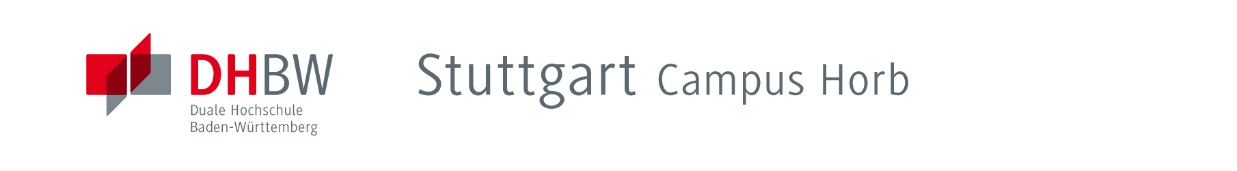 DHBW
Duale Hochschule
Baden-Württemberg
Stuttgart Campus Horb